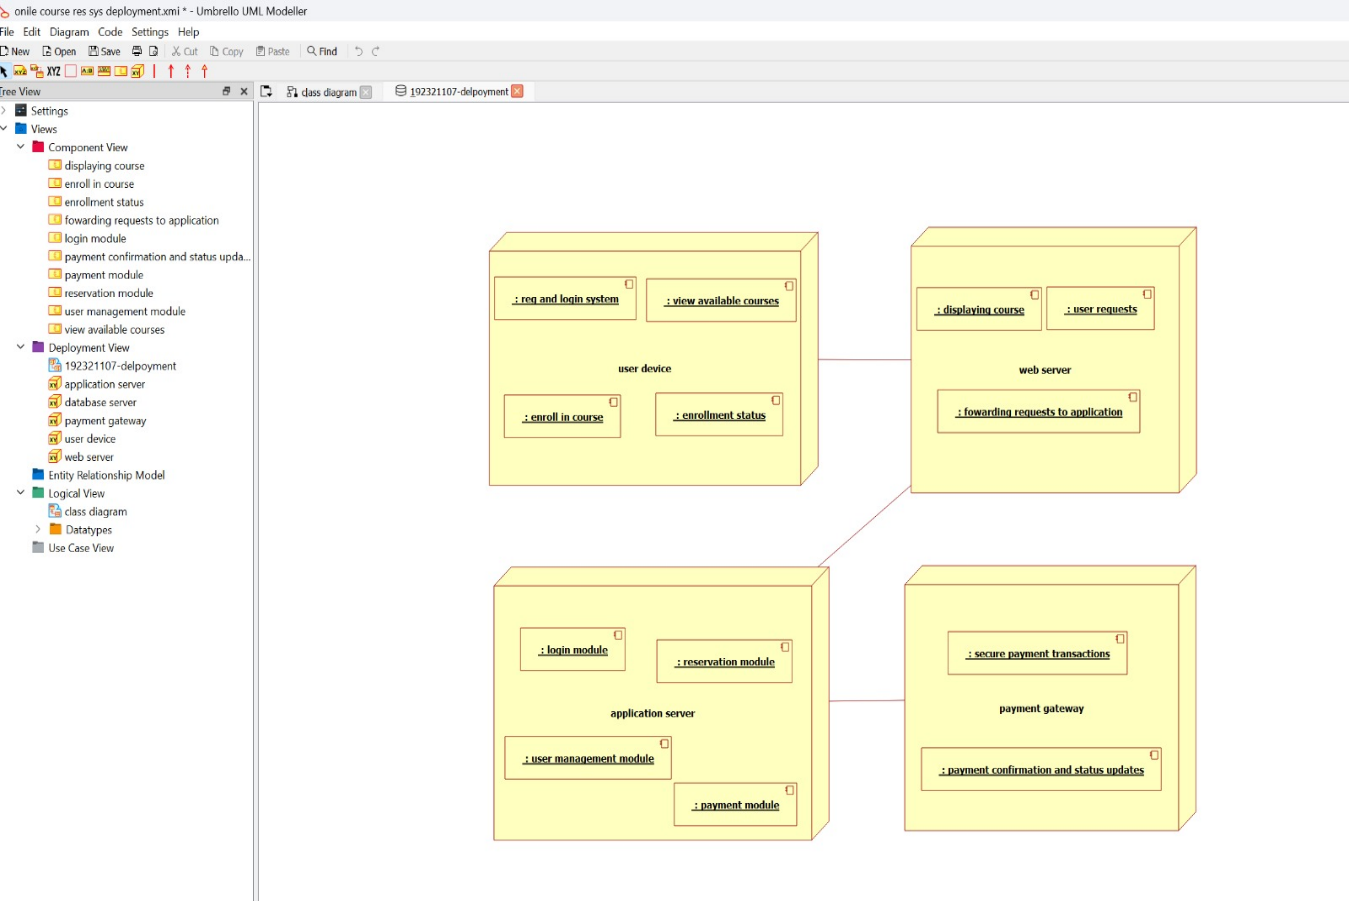 onile course res sys deployment.xmi * - Umbrello UML Modeller
File Edit Diagram Code Settings Help
New Open Save Cut Copy Paste Find
XYZ
Tree View
class diagram
192321107-delpoyment
Settings
Views
Component View
displaying course
enroll in course
enrollment status
fowarding requests to application
login module
payment confirmation and status upda...
payment module
reservation module
user management module
view available courses
Deployment View
192321107-delpoyment
application server
database server
payment gateway
user device
web server
Entity Relationship Model
Logical View
class diagram
Datatypes
Use Case View
: reg and login system
: view available courses
user device
: enroll in course
: enrollment status
: displaying course
: user requests
web server
: fowarding requests to application
: login module
: reservation module
application server
: user management module
: payment module
: secure payment transactions
payment gateway
: payment confirmation and status updates